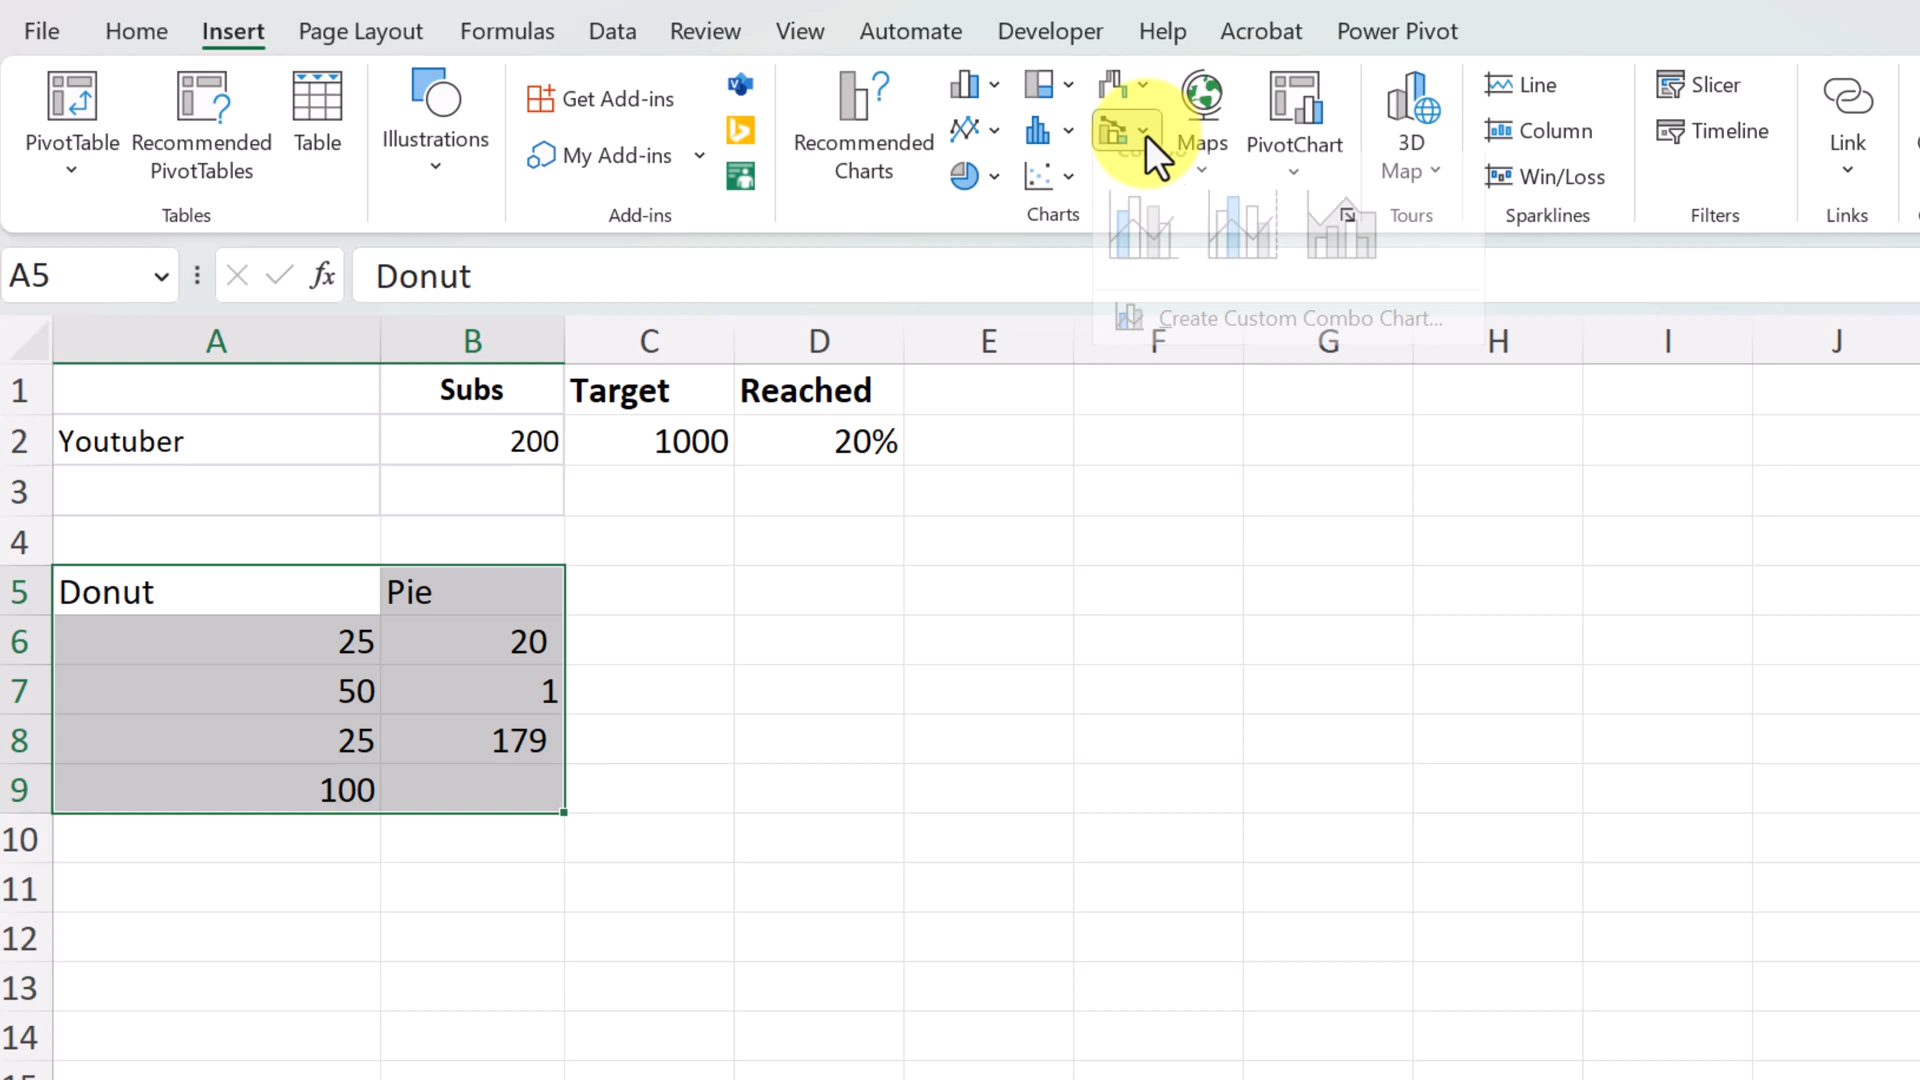 File Home Insert Page Layout Formulas Data Review View Automate Developer Help Acrobat Power Pivot
PivotTable
Recommended PivotTables
Table
Tables
Illustrations
Get Add-ins
My Add-ins
Add-ins
Recommended Charts
Charts
Maps
PivotChart
3D Map
Tours
Line
Column
Win/Loss
Sparklines
Slicer
Timeline
Filters
Link
Links
Create Custom Combo Chart...
A5 fx Donut
A B C D E F G H I J
1 Subs Target Reached
2 Youtuber 200 1000 20%
3
4
5 Donut Pie
6 25 20
7 50 1
8 25 179
9 100
10
11
12
13
14